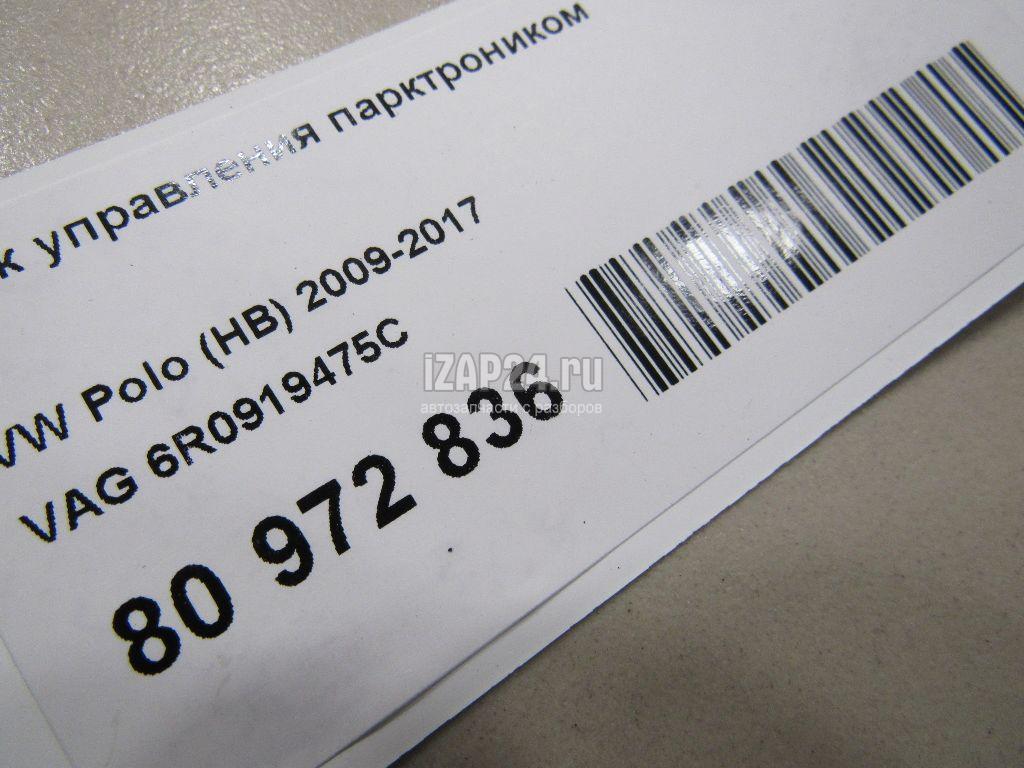 к управления парктроником
VW Polo (HB) 2009-2017
VAG 6R0919475C
80 972 836
iZAP24.ru
автозапчасти с разборов